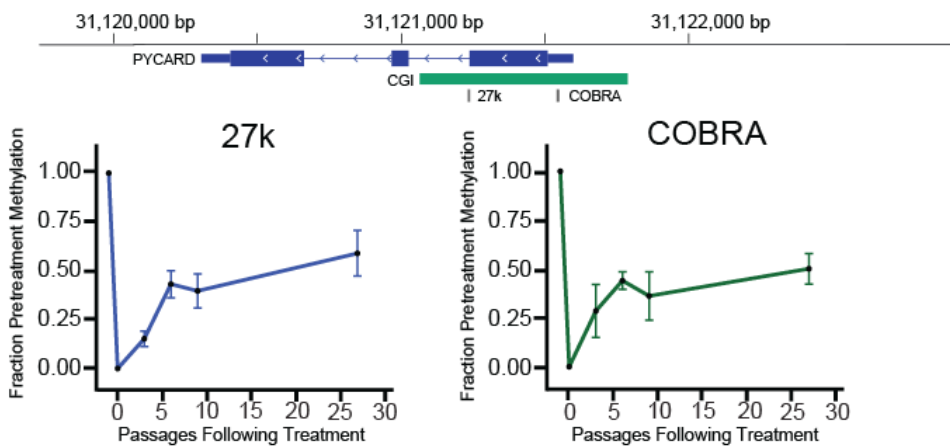 31,120,000 bp 31,121,000 bp 31,122,000 bp
PYCARD
CGI
27k COBRA
27k
Fraction Pretreatment Methylation
1.00
0.75
0.50
0.25
0.00
0 5 10 15 20 25 30
Passages Following Treatment
COBRA
Fraction Pretreatment Methylation
1.00
0.75
0.50
0.25
0.00
0 5 10 15 20 25 30
Passages Following Treatment